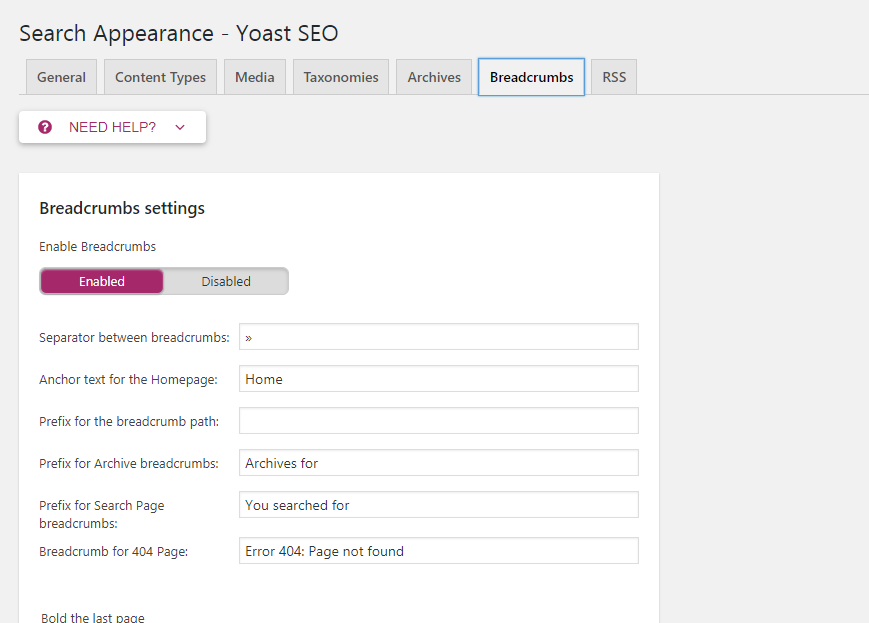 Search Appearance - Yoast SEO
General Content Types Media Taxonomies Archives Breadcrumbs RSS
? NEED HELP?
Breadcrumbs settings
Enable Breadcrumbs
Enabled Disabled
Separator between breadcrumbs: »
Anchor text for the Homepage: Home
Prefix for the breadcrumb path:
Prefix for Archive breadcrumbs: Archives for
Prefix for Search Page You searched for
breadcrumbs:
Breadcrumb for 404 Page: Error 404: Page not found
Bold the last page